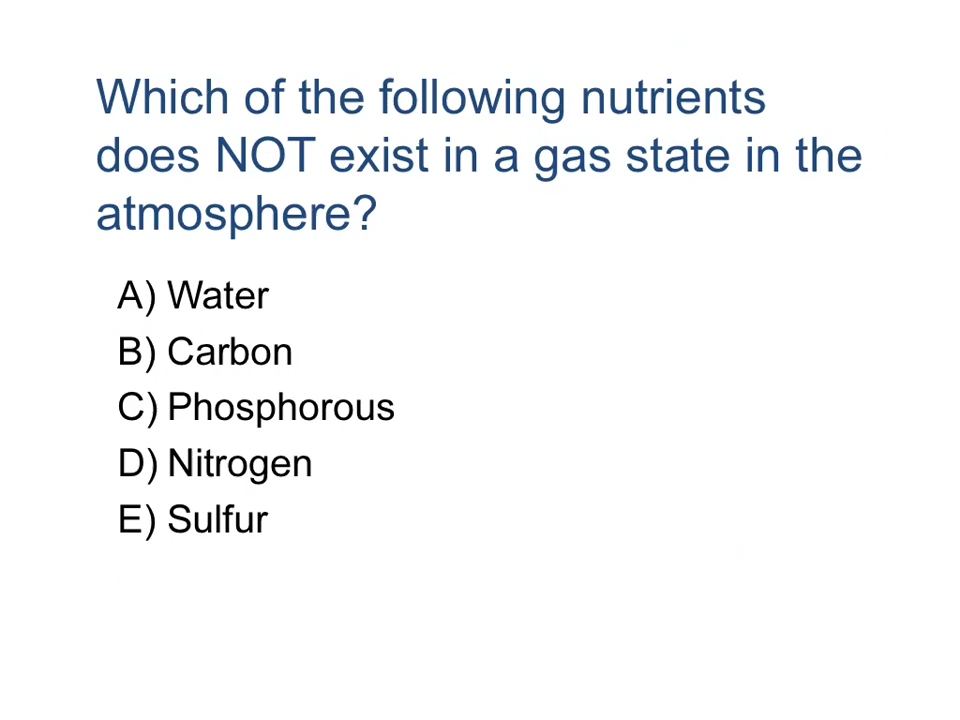 Which of the following nutrients
does NOT exist in a gas state in the
atmosphere?
A) Water
B) Carbon
C) Phosphorous
D) Nitrogen
E) Sulfur